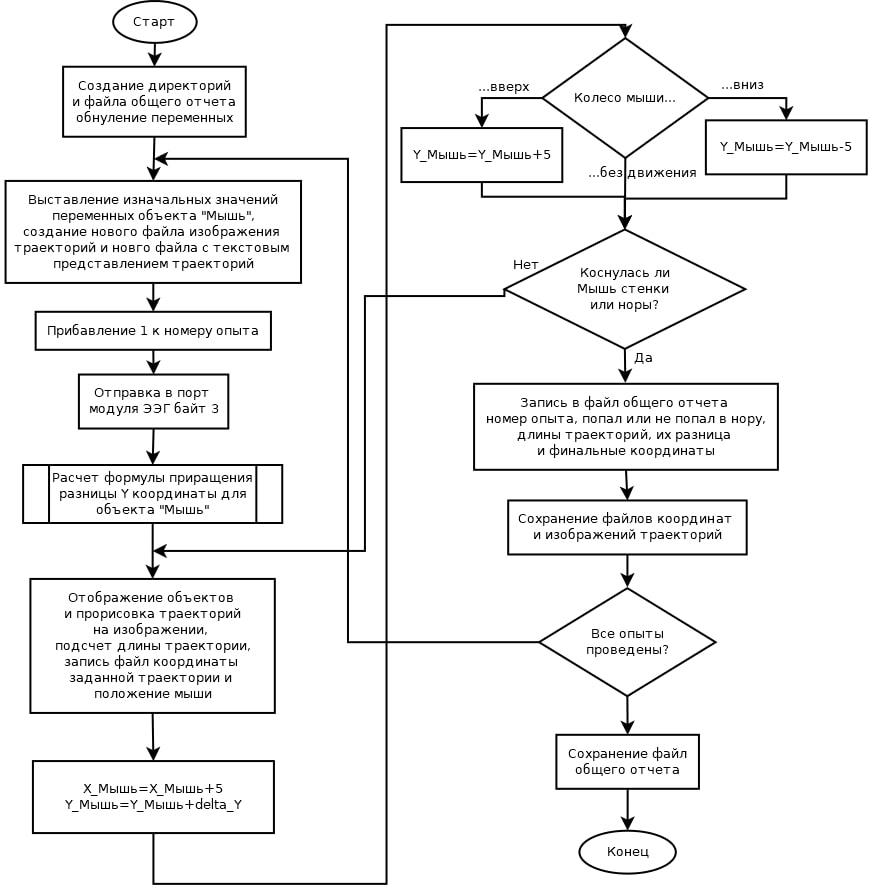 Старт
Создание директорий
и файла общего отчета
обнуление переменных
Выставление изначальных значений
переменных объекта "Мышь",
создание нового файла изображения
траекторий и новго файла с текстовым
представлением траекторий
Прибавление 1 к номеру опыта
Отправка в порт
модуля ЭЭГ байт 3
Расчет формулы приращения
разницы Y координаты для
объекта "Мышь"
Отображение объектов
и прорисовка траекторий
на изображении,
подсчет длины траектории,
запись файл координаты
заданной траектории и
положение мыши
X_Мышь=X_Мышь+5
Y_Мышь=Y_Мышь+delta_Y
Колесо мыши...
...вверх
...вниз
Y_Мышь=Y_Мышь+5
Y_Мышь=Y_Мышь-5
...без движения
Коснулась ли
Мышь стенки
или норы?
Нет
Да
Запись в файл общего отчета
номер опыта, попал или не попал в нору,
длины траекторий, их разница
и финальные координаты
Сохранение файлов координат
и изображений траекторий
Все опыты
проведены?
Сохранение файл
общего отчета
Конец